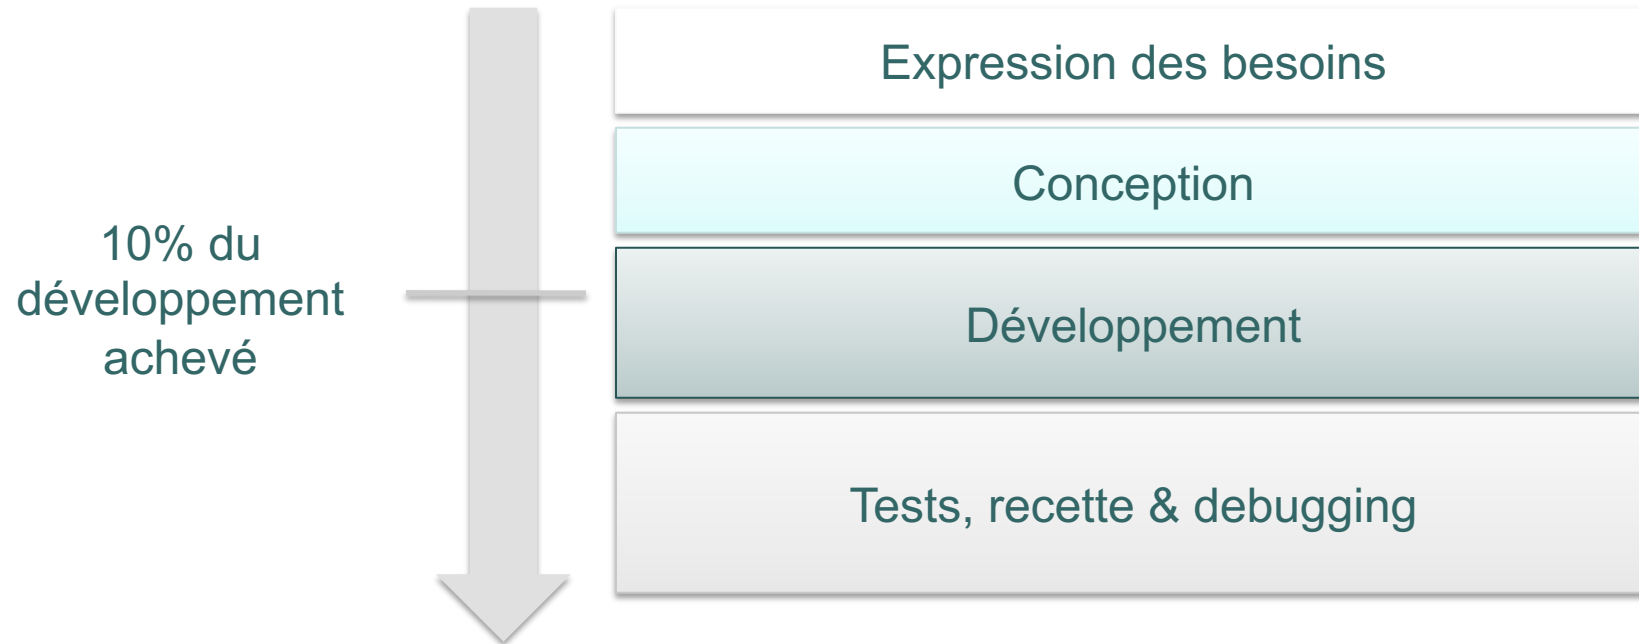 Expression des besoins
Conception
10% du
développement
achevé
Développement
Tests, recette & debugging